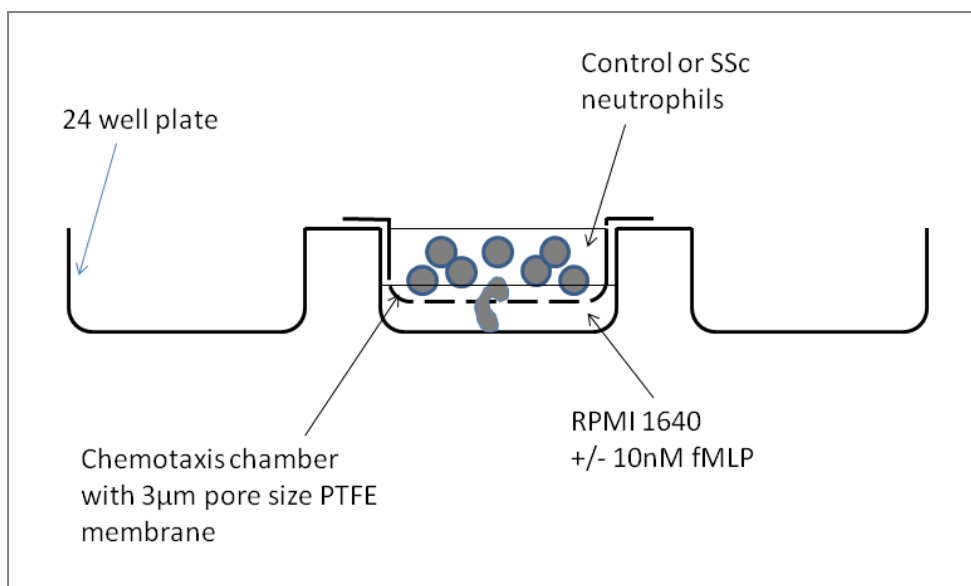 Control or SSc
neutrophils
24 well plate
RPMI 1640
+/- 10nM fMLP
Chemotaxis chamber
with 3µm pore size PTFE
membrane